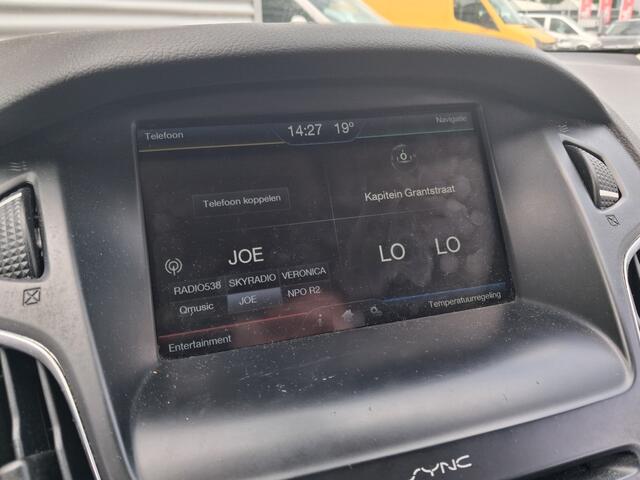 Telefoon 14:27 19° Navigatie
Telefoon koppelen
Kapitein Grantstraat
JOE
LO LO
RADIO538 SKYRADIO VERONICA
Qmusic JOE NPO R2
Temperatuurregeling
Entertainment
SYNC